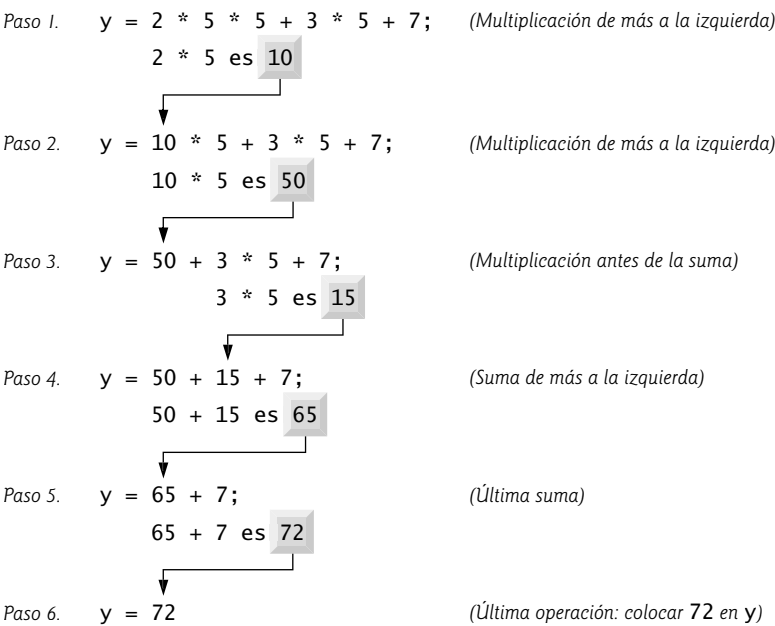 Paso 1. y = 2 * 5 * 5 + 3 * 5 + 7; (Multiplicación de más a la izquierda)
2 * 5 es 10
Paso 2. y = 10 * 5 + 3 * 5 + 7; (Multiplicación de más a la izquierda)
10 * 5 es 50
Paso 3. y = 50 + 3 * 5 + 7; (Multiplicación antes de la suma)
3 * 5 es 15
Paso 4. y = 50 + 15 + 7; (Suma de más a la izquierda)
50 + 15 es 65
Paso 5. y = 65 + 7; (Última suma)
65 + 7 es 72
Paso 6. y = 72 (Última operación: colocar 72 en y)